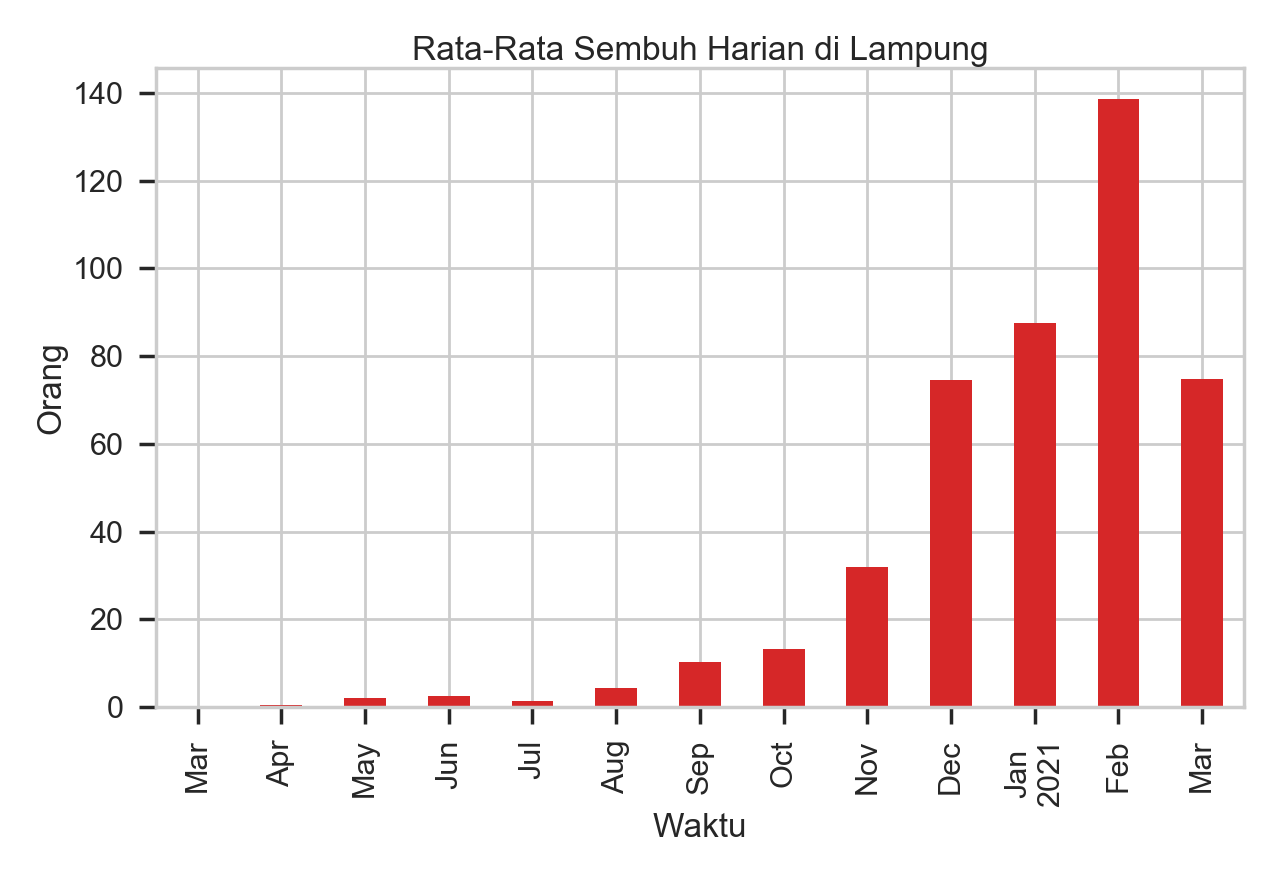 Rata-Rata Sembuh Harian di Lampung
140
120
100
80
60
40
20
0
Orang
Mar
Apr
May
Jun
Jul
Aug
Sep
Oct
Nov
Dec
Jan
2021
Feb
Mar
Waktu